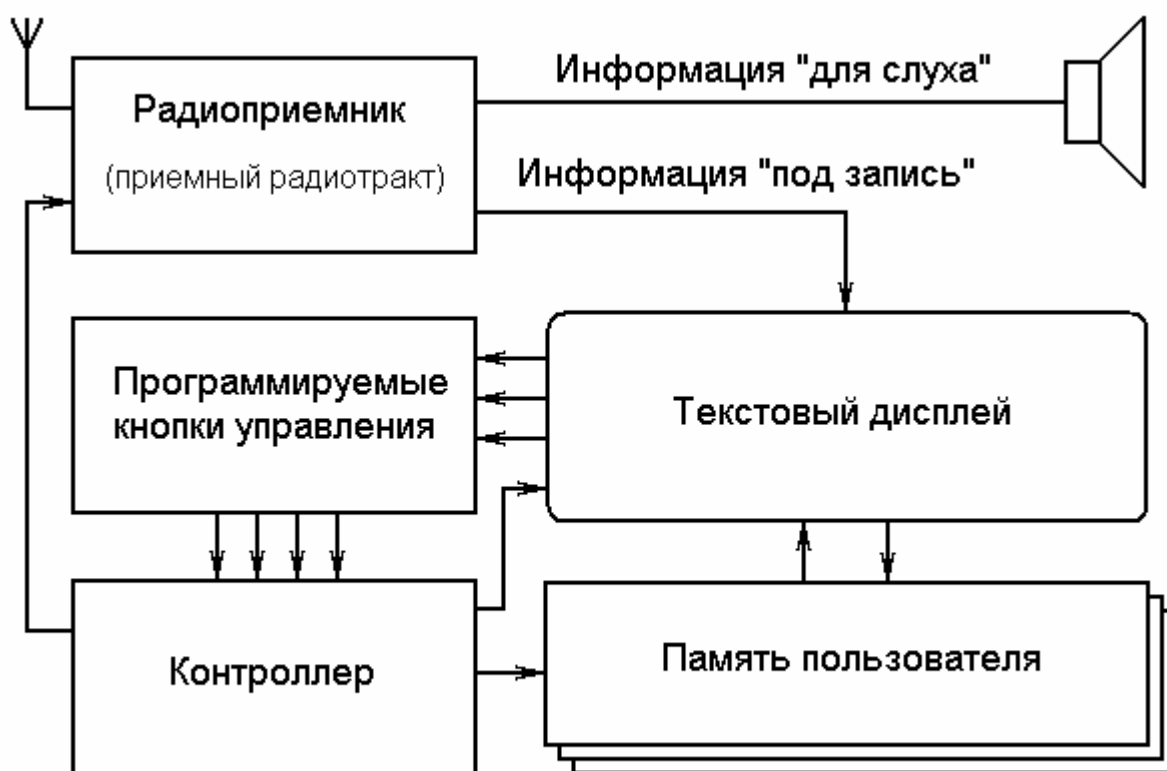 Информация "для слуха"
Радиоприемник
(приемный радиотракт)
Информация "под запись"
Программируемые
кнопки управления
Текстовый дисплей
Контроллер
Память пользователя